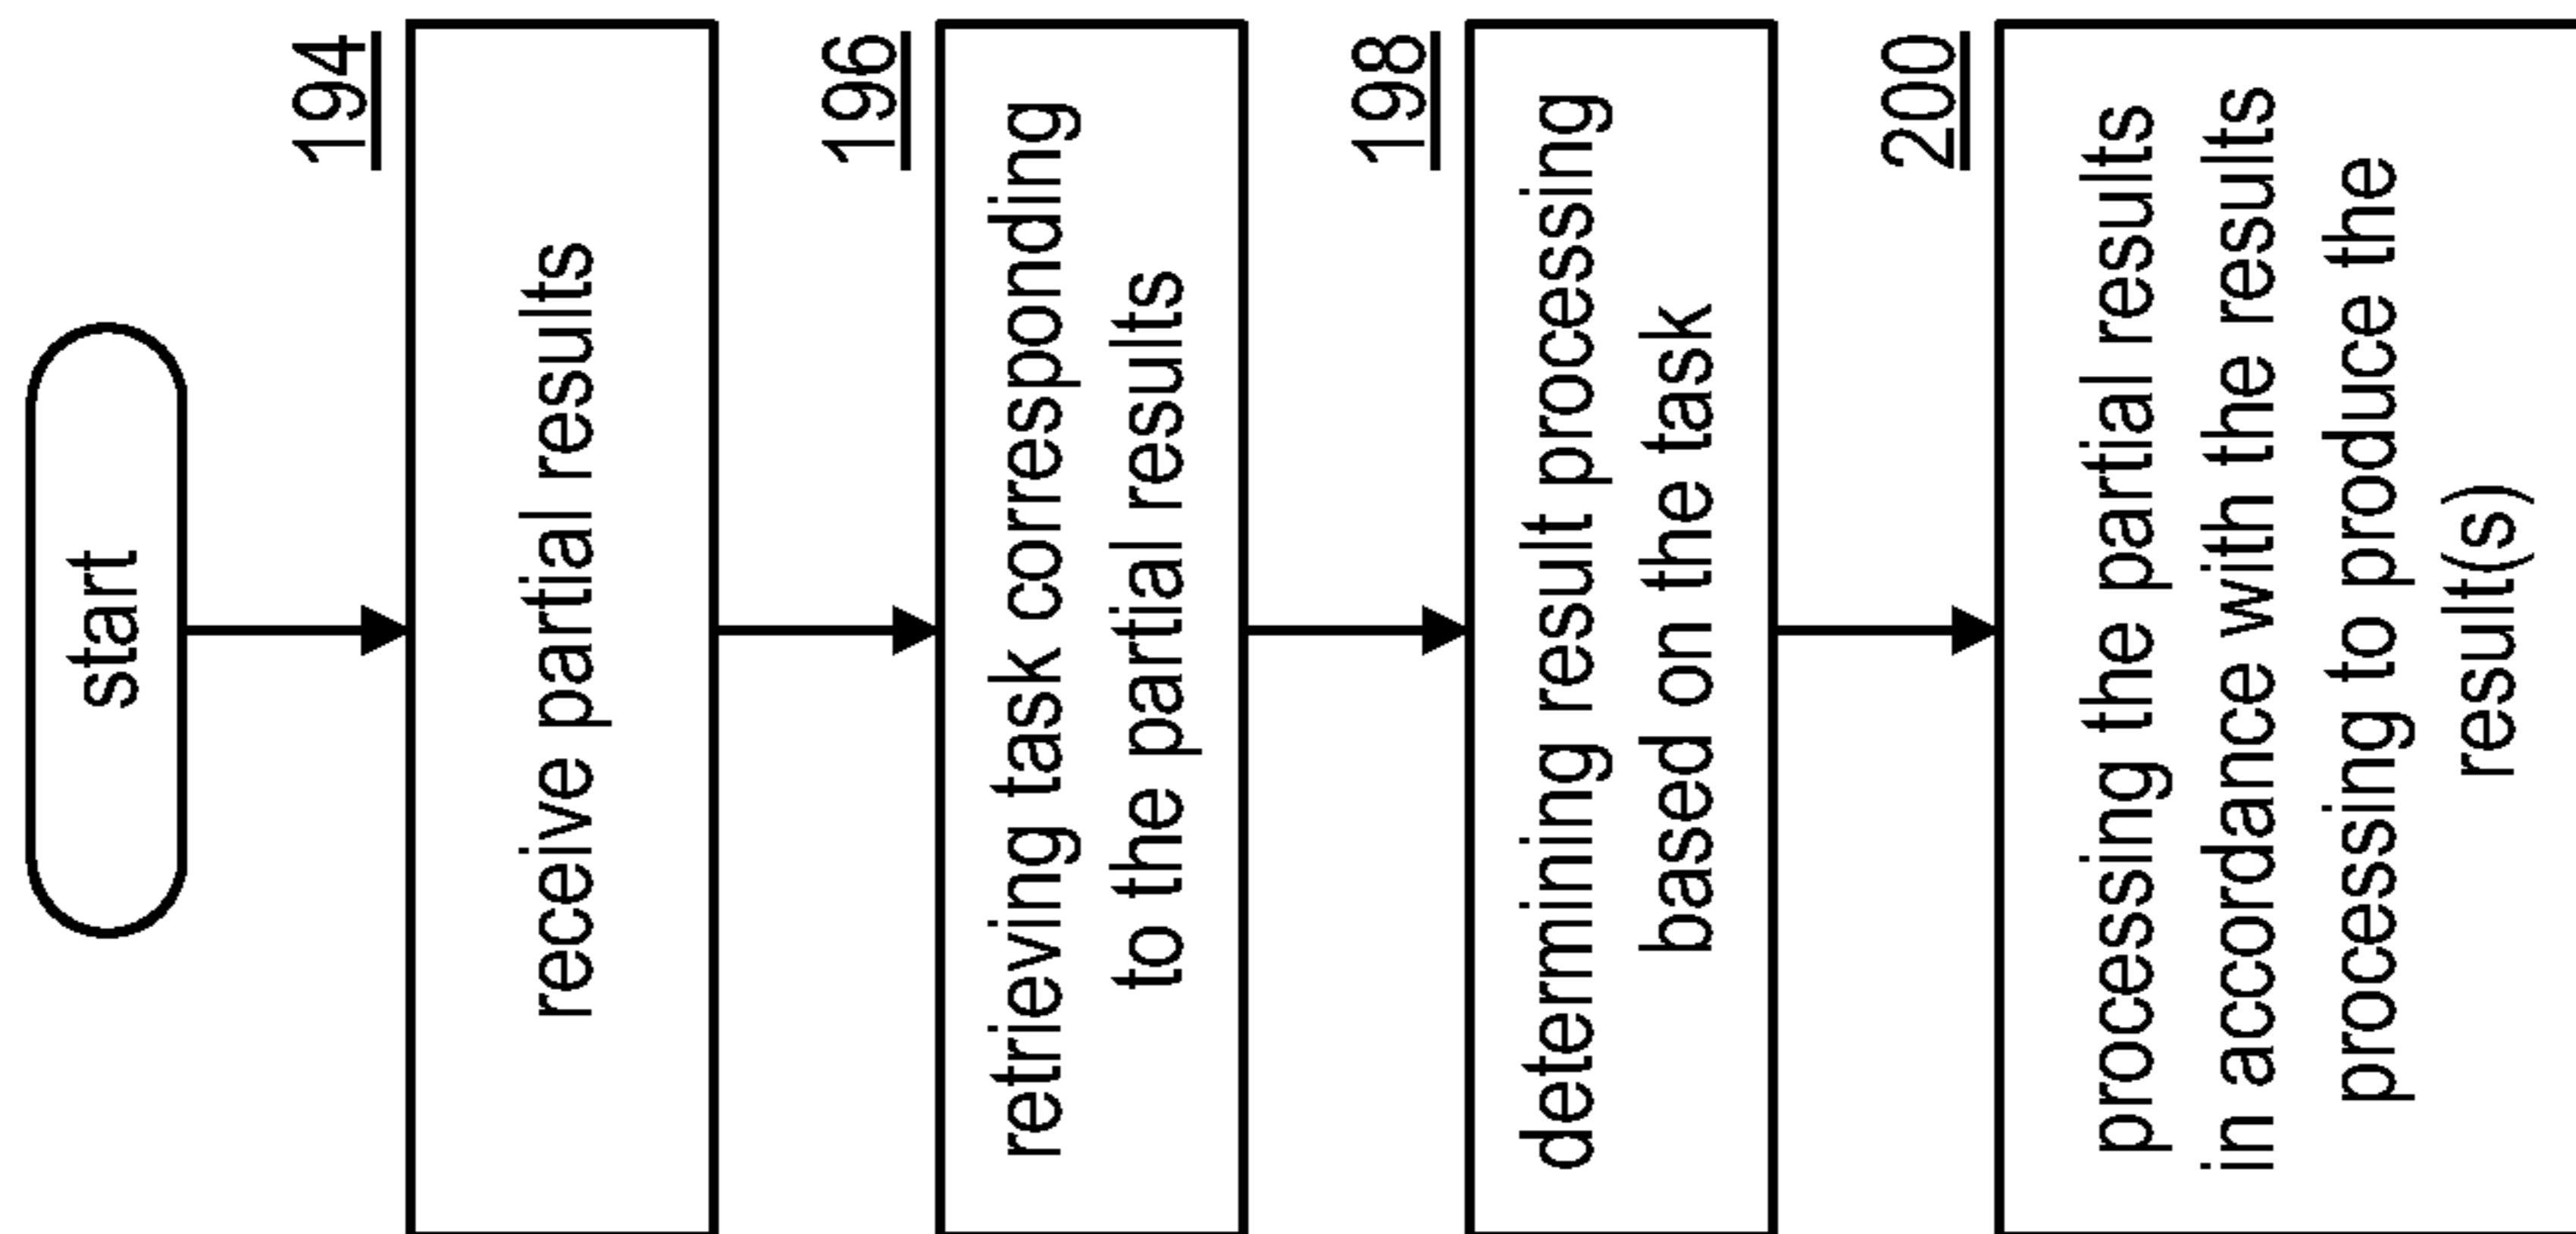 start
194
receive partial results
196
retrieving task corresponding
to the partial results
198
determining result processing
based on the task
200
processing the partial results
in accordance with the results
processing to produce the
result(s)